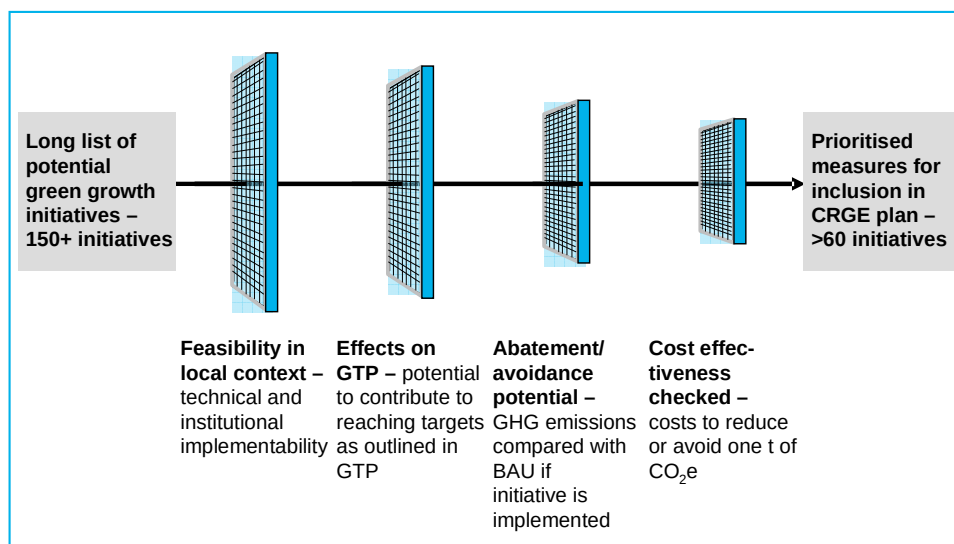 Long list of
potential
green growth
initiatives –
150+ initiatives
Prioritised
measures for
inclusion in
CRGE plan –
>60 initiatives
Feasibility in
local context –
technical and
institutional
implementability
Effects on
GTP – potential
to contribute to
reaching targets
as outlined in
GTP
Abatement/
avoidance
potential –
GHG emissions
compared with
BAU if
initiative is
implemented
Cost effec-
tiveness
checked –
costs to reduce
or avoid one t of
CO₂e